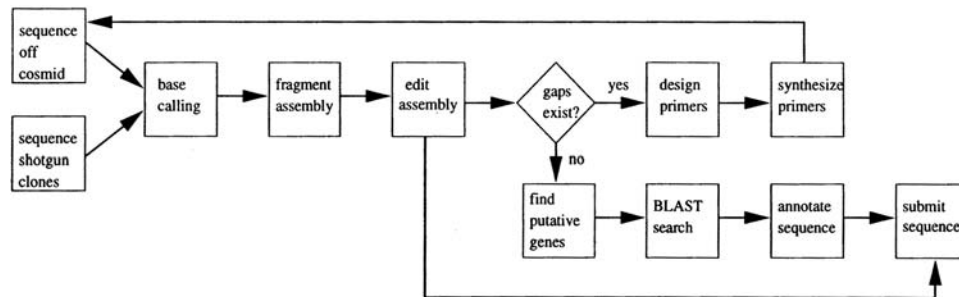 sequence
off
cosmid
sequence
shotgun
clones
base
calling
fragment
assembly
edit
assembly
gaps
exist?
yes
design
primers
synthesize
primers
no
find
putative
genes
BLAST
search
annotate
sequence
submit
sequence